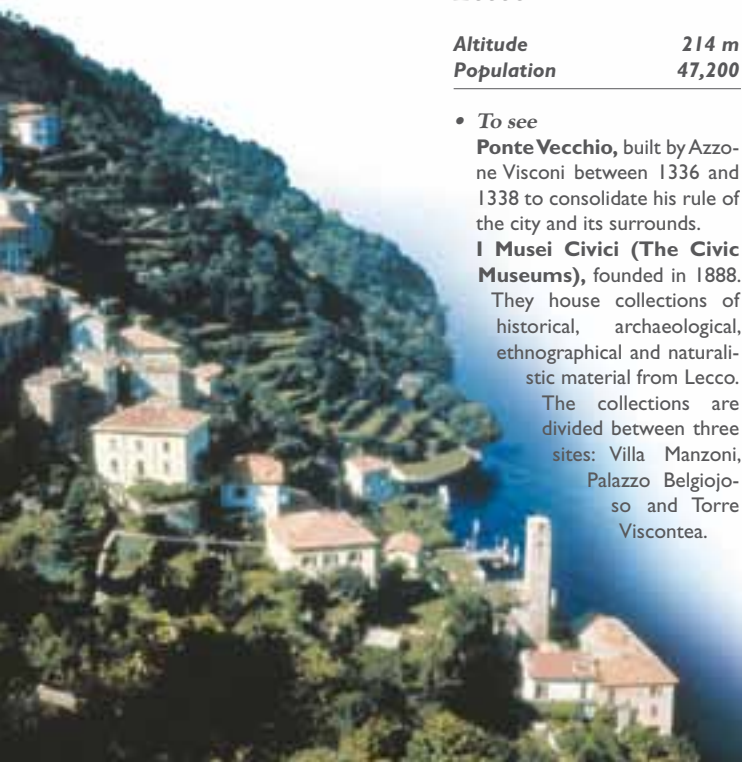 Altitude 214 m
Population 47,200
• To see
Ponte Vecchio, built by Azzo-
ne Visconi between 1336 and
1338 to consolidate his rule of
the city and its surrounds.
I Musei Civici (The Civic
Museums), founded in 1888.
They house collections of
historical, archaeological,
ethnographical and naturali-
stic material from Lecco.
The collections are
divided between three
sites: Villa Manzoni,
Palazzo Belgiojo-
so and Torre
Viscontea.